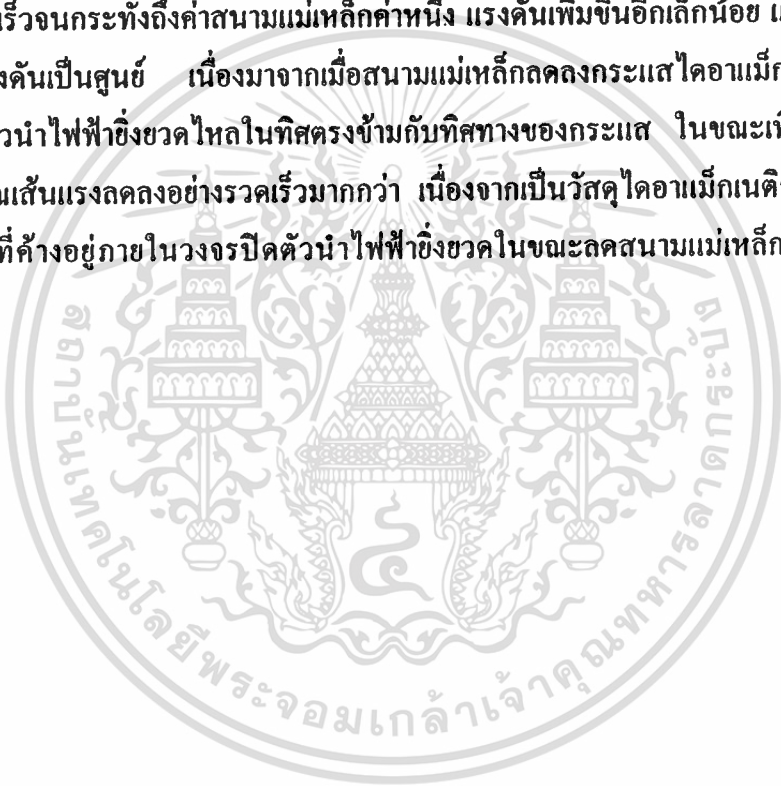 เร็วจนกระทั่งถึงค่าสนามแม่เหล็กค่าหนึ่ง แรงดันเพิ่มขึ้นอีกเล็กน้อย
งดันเป็นศูนย์ เนื่องมาจากเมื่อสนามแม่เหล็กลดลงกระแสไดอาแม็ก
วนำไฟฟ้ายิ่งยวดไหลในทิศตรงข้ามกับทิศทางของกระแส ในขณะเพิ
ณเส้นแรงลดลงอย่างรวดเร็วมากกว่า เนื่องจากเป็นวัสดุไดอาแม็กเนติ
ที่ค้างอยู่ภายในวงจรปิดตัวนำไฟฟ้ายิ่งยวดในขณะลดสนามแม่เหล็ก
สถาบันเทคโนโลยีพระจอมเกล้าเจ้าคุณทหารลาดกระบัง